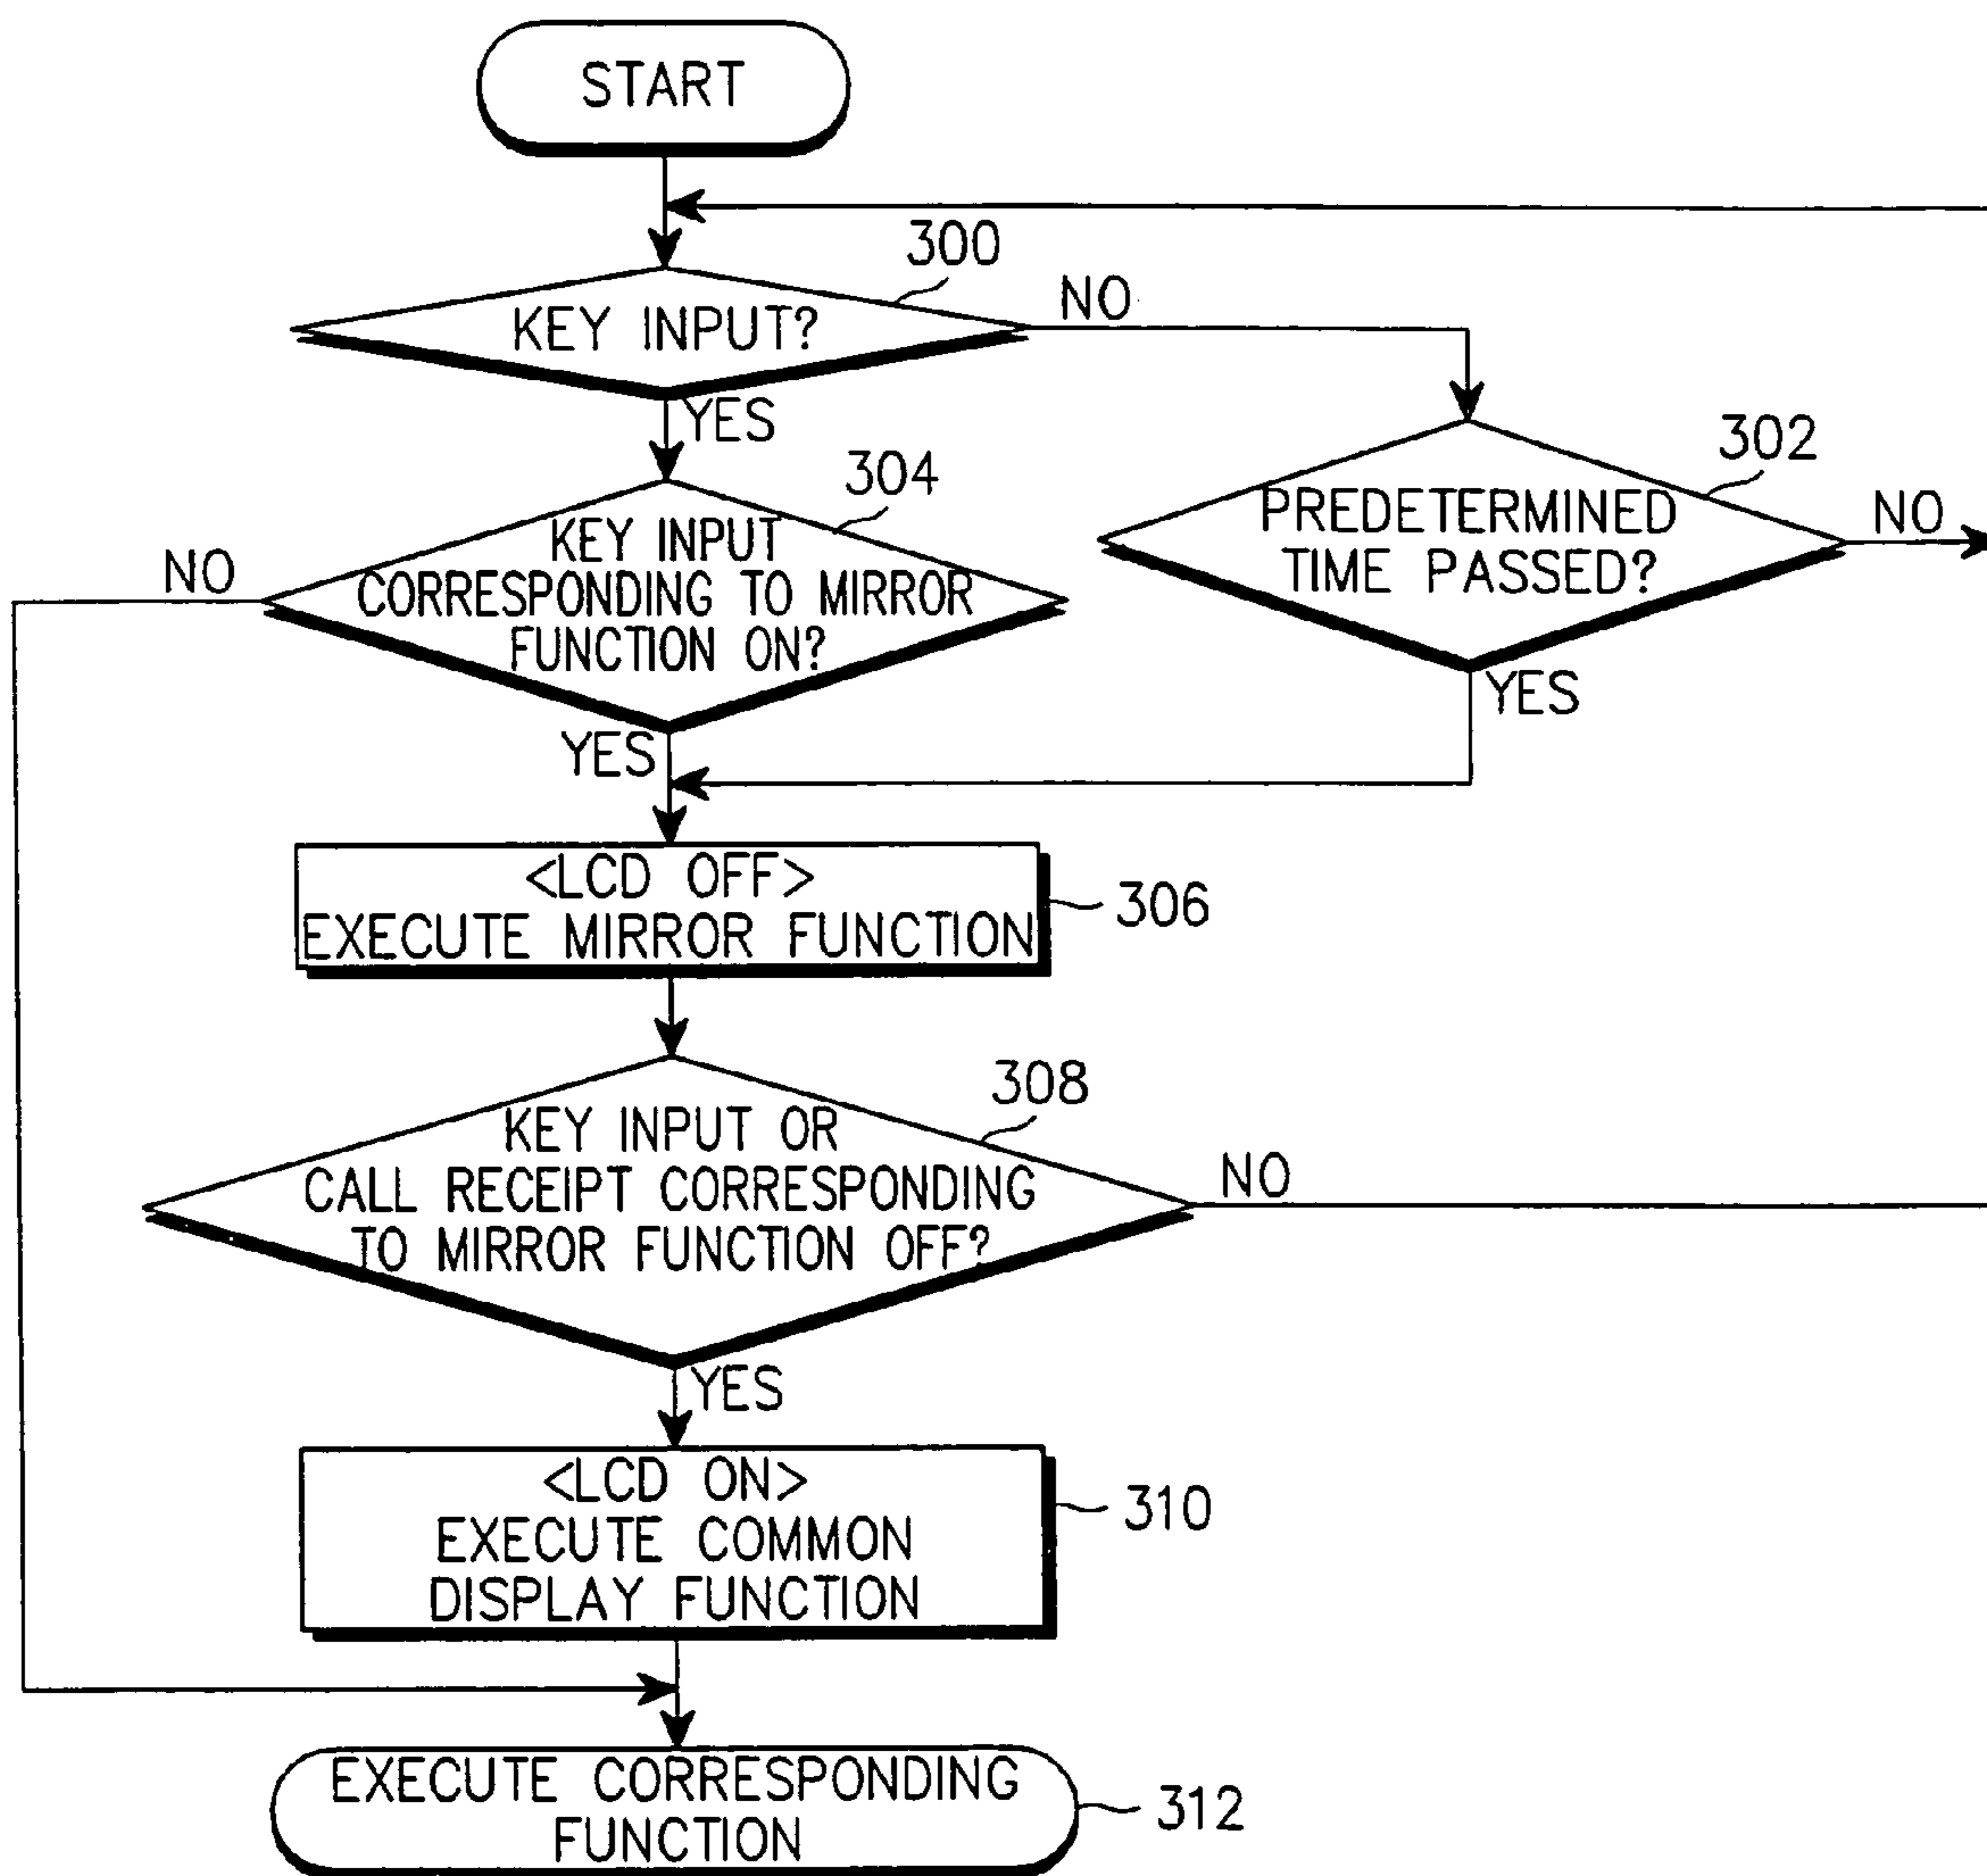 START
300
KEY INPUT?
NO
YES
302
PREDETERMINED
TIME PASSED?
NO
YES
304
KEY INPUT
CORRESPONDING TO MIRROR
FUNCTION ON?
NO
YES
<LCD OFF>
EXECUTE MIRROR FUNCTION
306
308
KEY INPUT OR
CALL RECEIPT CORRESPONDING
TO MIRROR FUNCTION OFF?
NO
YES
<LCD ON>
EXECUTE COMMON
DISPLAY FUNCTION
310
EXECUTE CORRESPONDING
FUNCTION
312